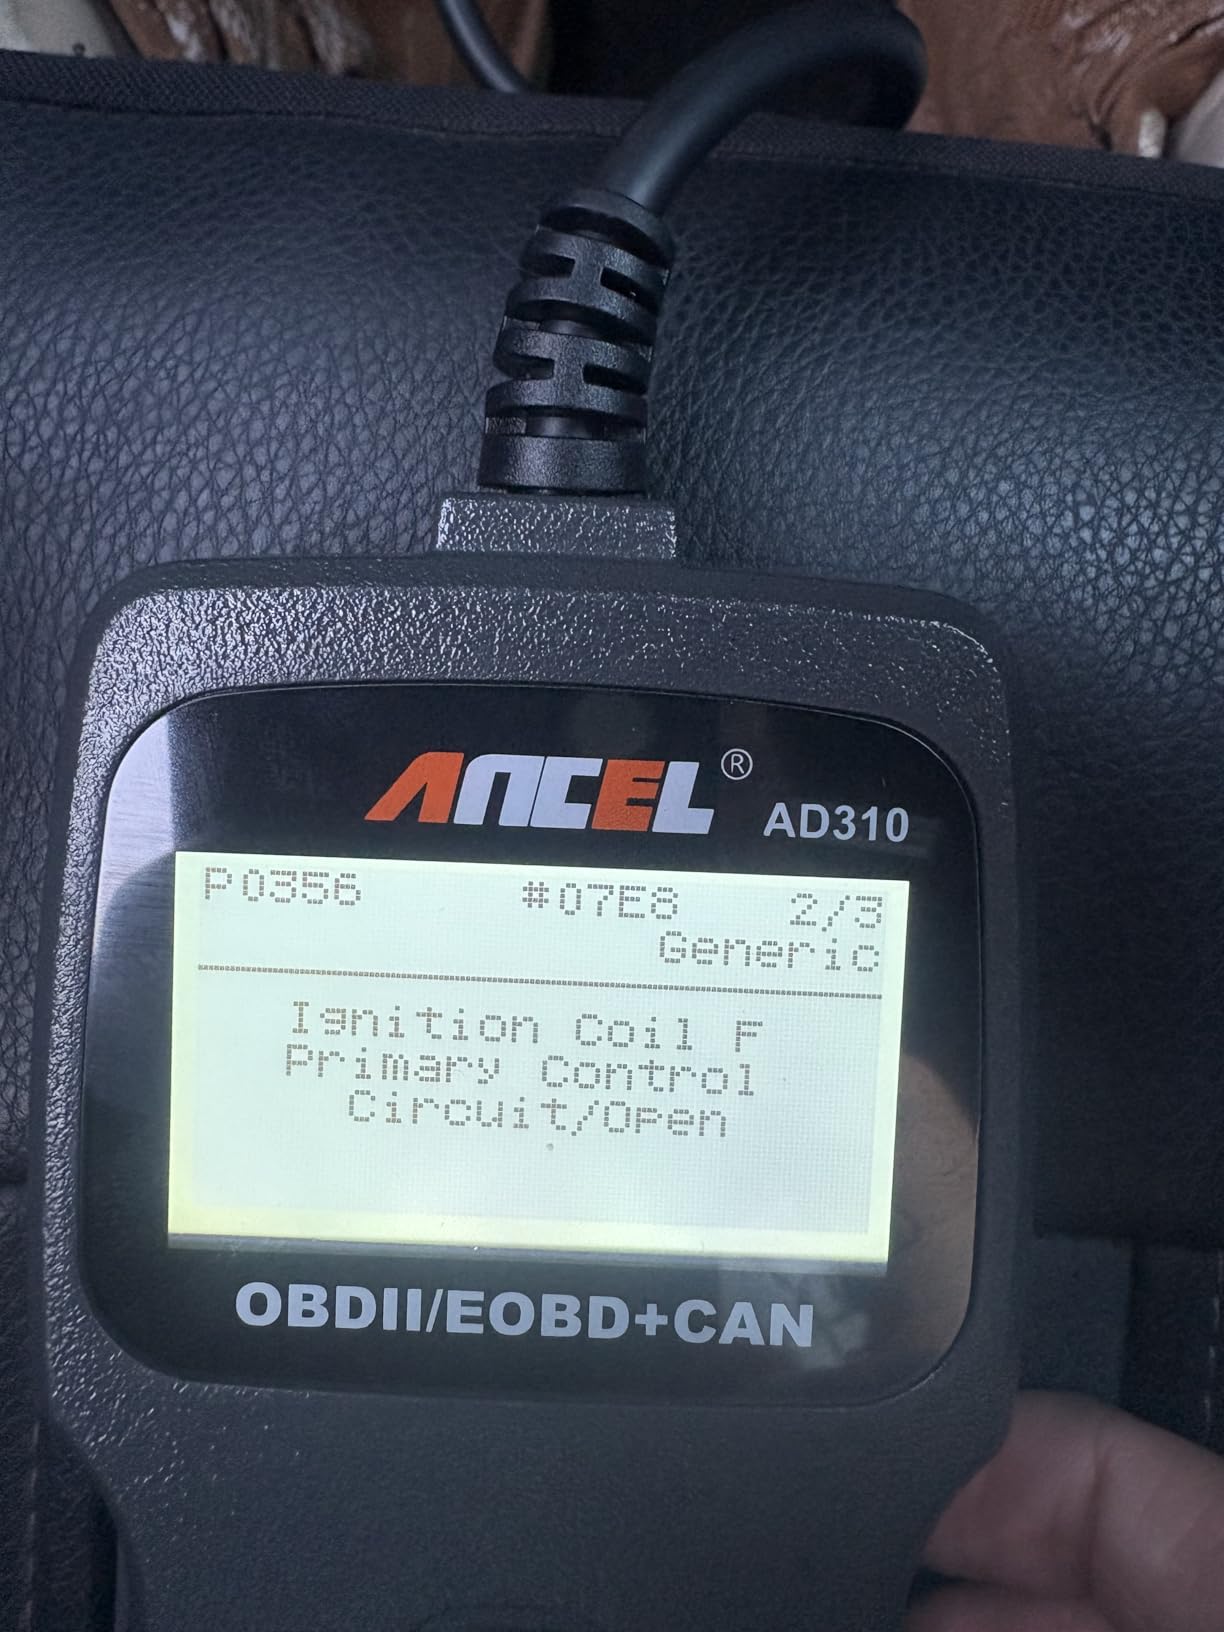 ANCEL®
AD310
P0356 #07E8 2/3
Generic
Ignition Coil F
Primary Control
Circuit/Open
OBDII/EOBD+CAN